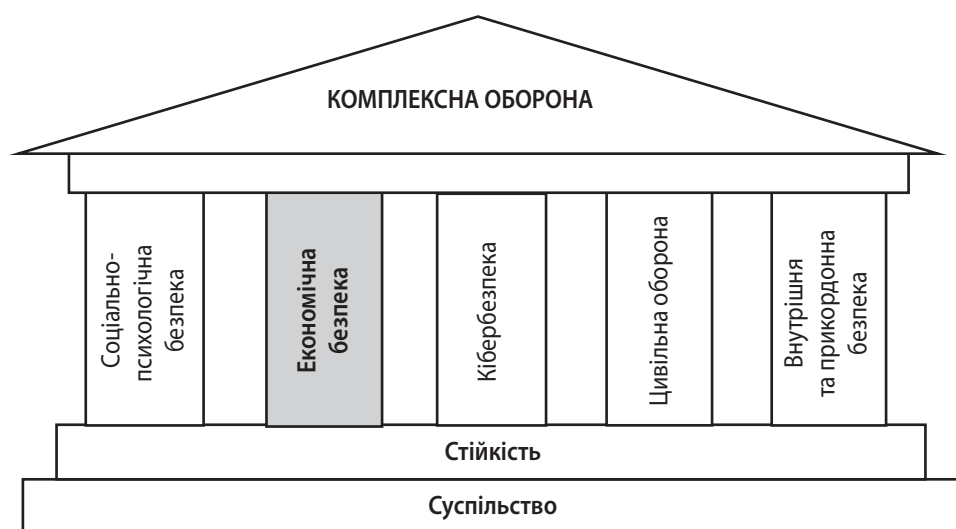 КОМПЛЕКСНА ОБОРОНА
Соціально-
психологічна
безпека
Економічна
безпека
Кібербезпека
Цивільна оборона
Внутрішня
та прикордонна
безпека
Стійкість
Суспільство